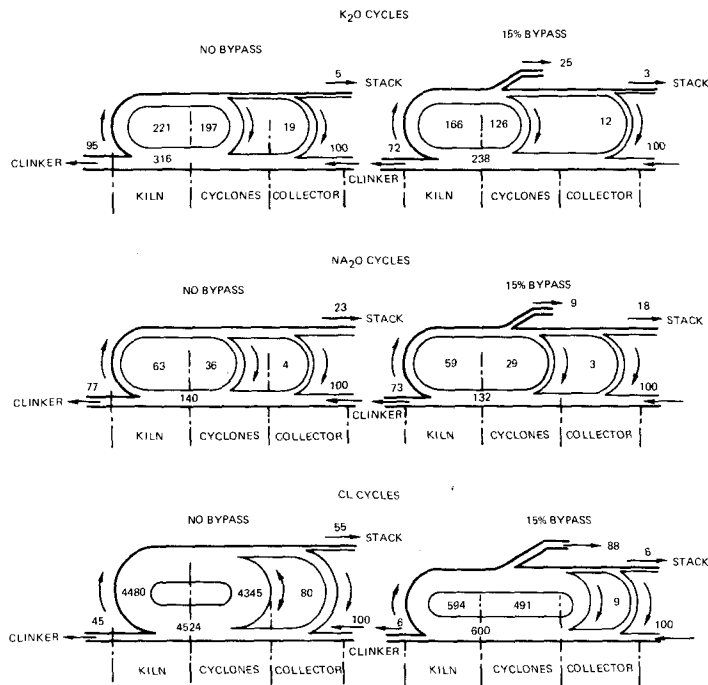 K₂O CYCLES
NO BYPASS
5
STACK
95
221
197
19
100
CLINKER
316
KILN
CYCLONES
COLLECTOR
15% BYPASS
25
3
STACK
166
126
12
72
100
238
CLINKER
KILN
CYCLONES
COLLECTOR
NA₂O CYCLES
NO BYPASS
23
STACK
63
36
4
77
100
CLINKER
140
KILN
CYCLONES
COLLECTOR
15% BYPASS
9
18
STACK
59
29
3
73
100
132
CLINKER
KILN
CYCLONES
COLLECTOR
CL CYCLES
NO BYPASS
55
STACK
4480
4345
80
45
100
CLINKER
4524
KILN
CYCLONES
COLLECTOR
15% BYPASS
88
6
STACK
594
491
9
6
100
600
CLINKER
KILN
CYCLONES
COLLECTOR